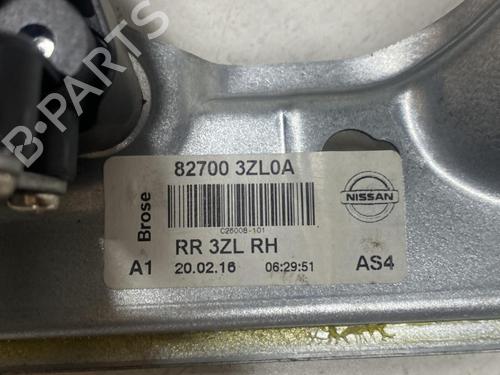 B-PARTS
82700 3ZL0A
Brose
C26008-101
NISSAN
RR 3ZL RH
A1 20.02.16 06:29:51 AS4